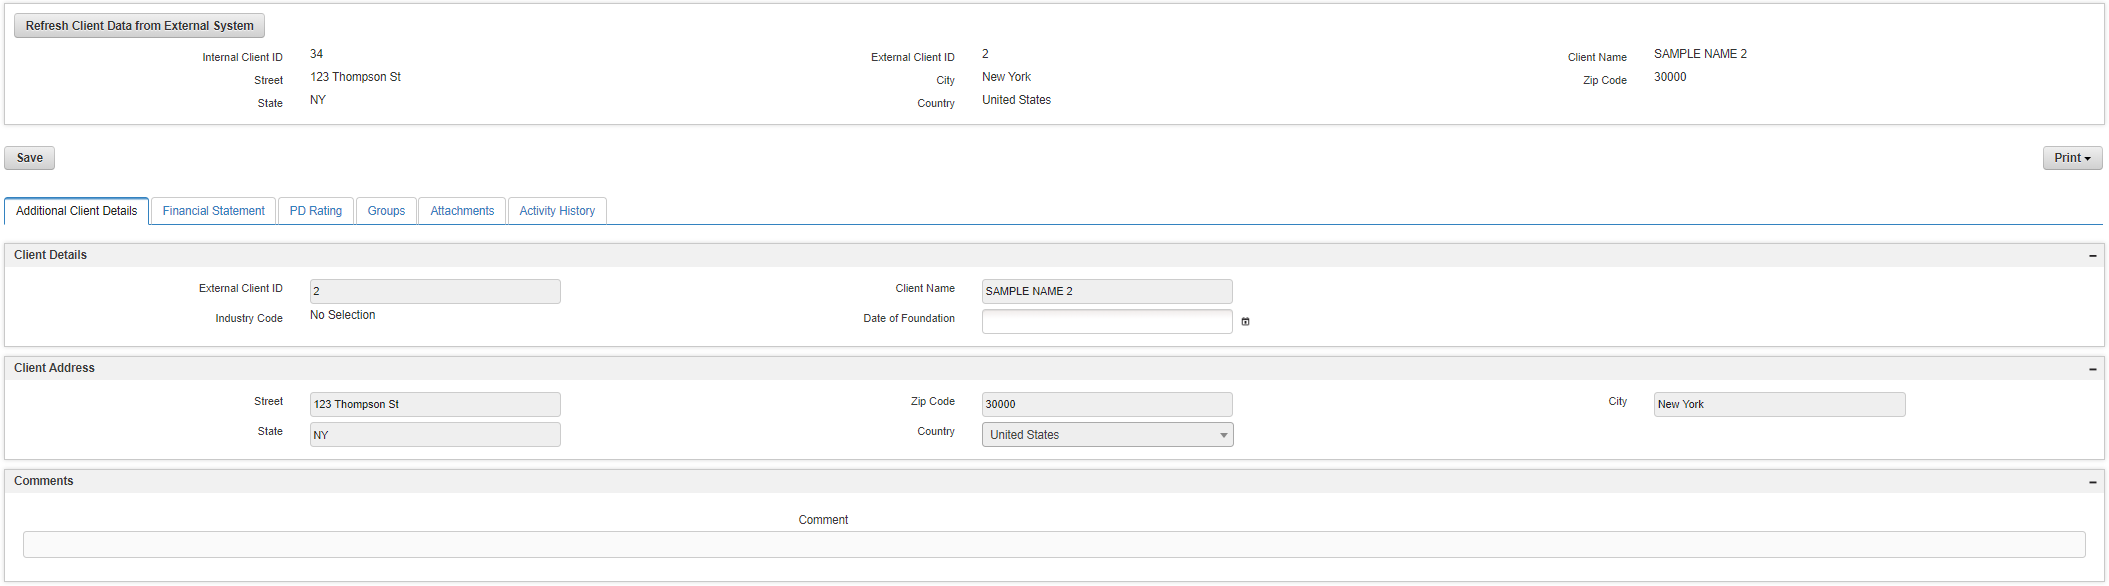 Refresh Client Data from External System
Internal Client ID 34 External Client ID 2 Client Name SAMPLE NAME 2
Street 123 Thompson St City New York Zip Code 30000
State NY Country United States
Save Print
Additional Client Details Financial Statement PD Rating Groups Attachments Activity History
Client Details
External Client ID 2 Client Name SAMPLE NAME 2
Industry Code No Selection Date of Foundation
Client Address
Street 123 Thompson St Zip Code 30000 City New York
State NY Country United States
Comments
Comment